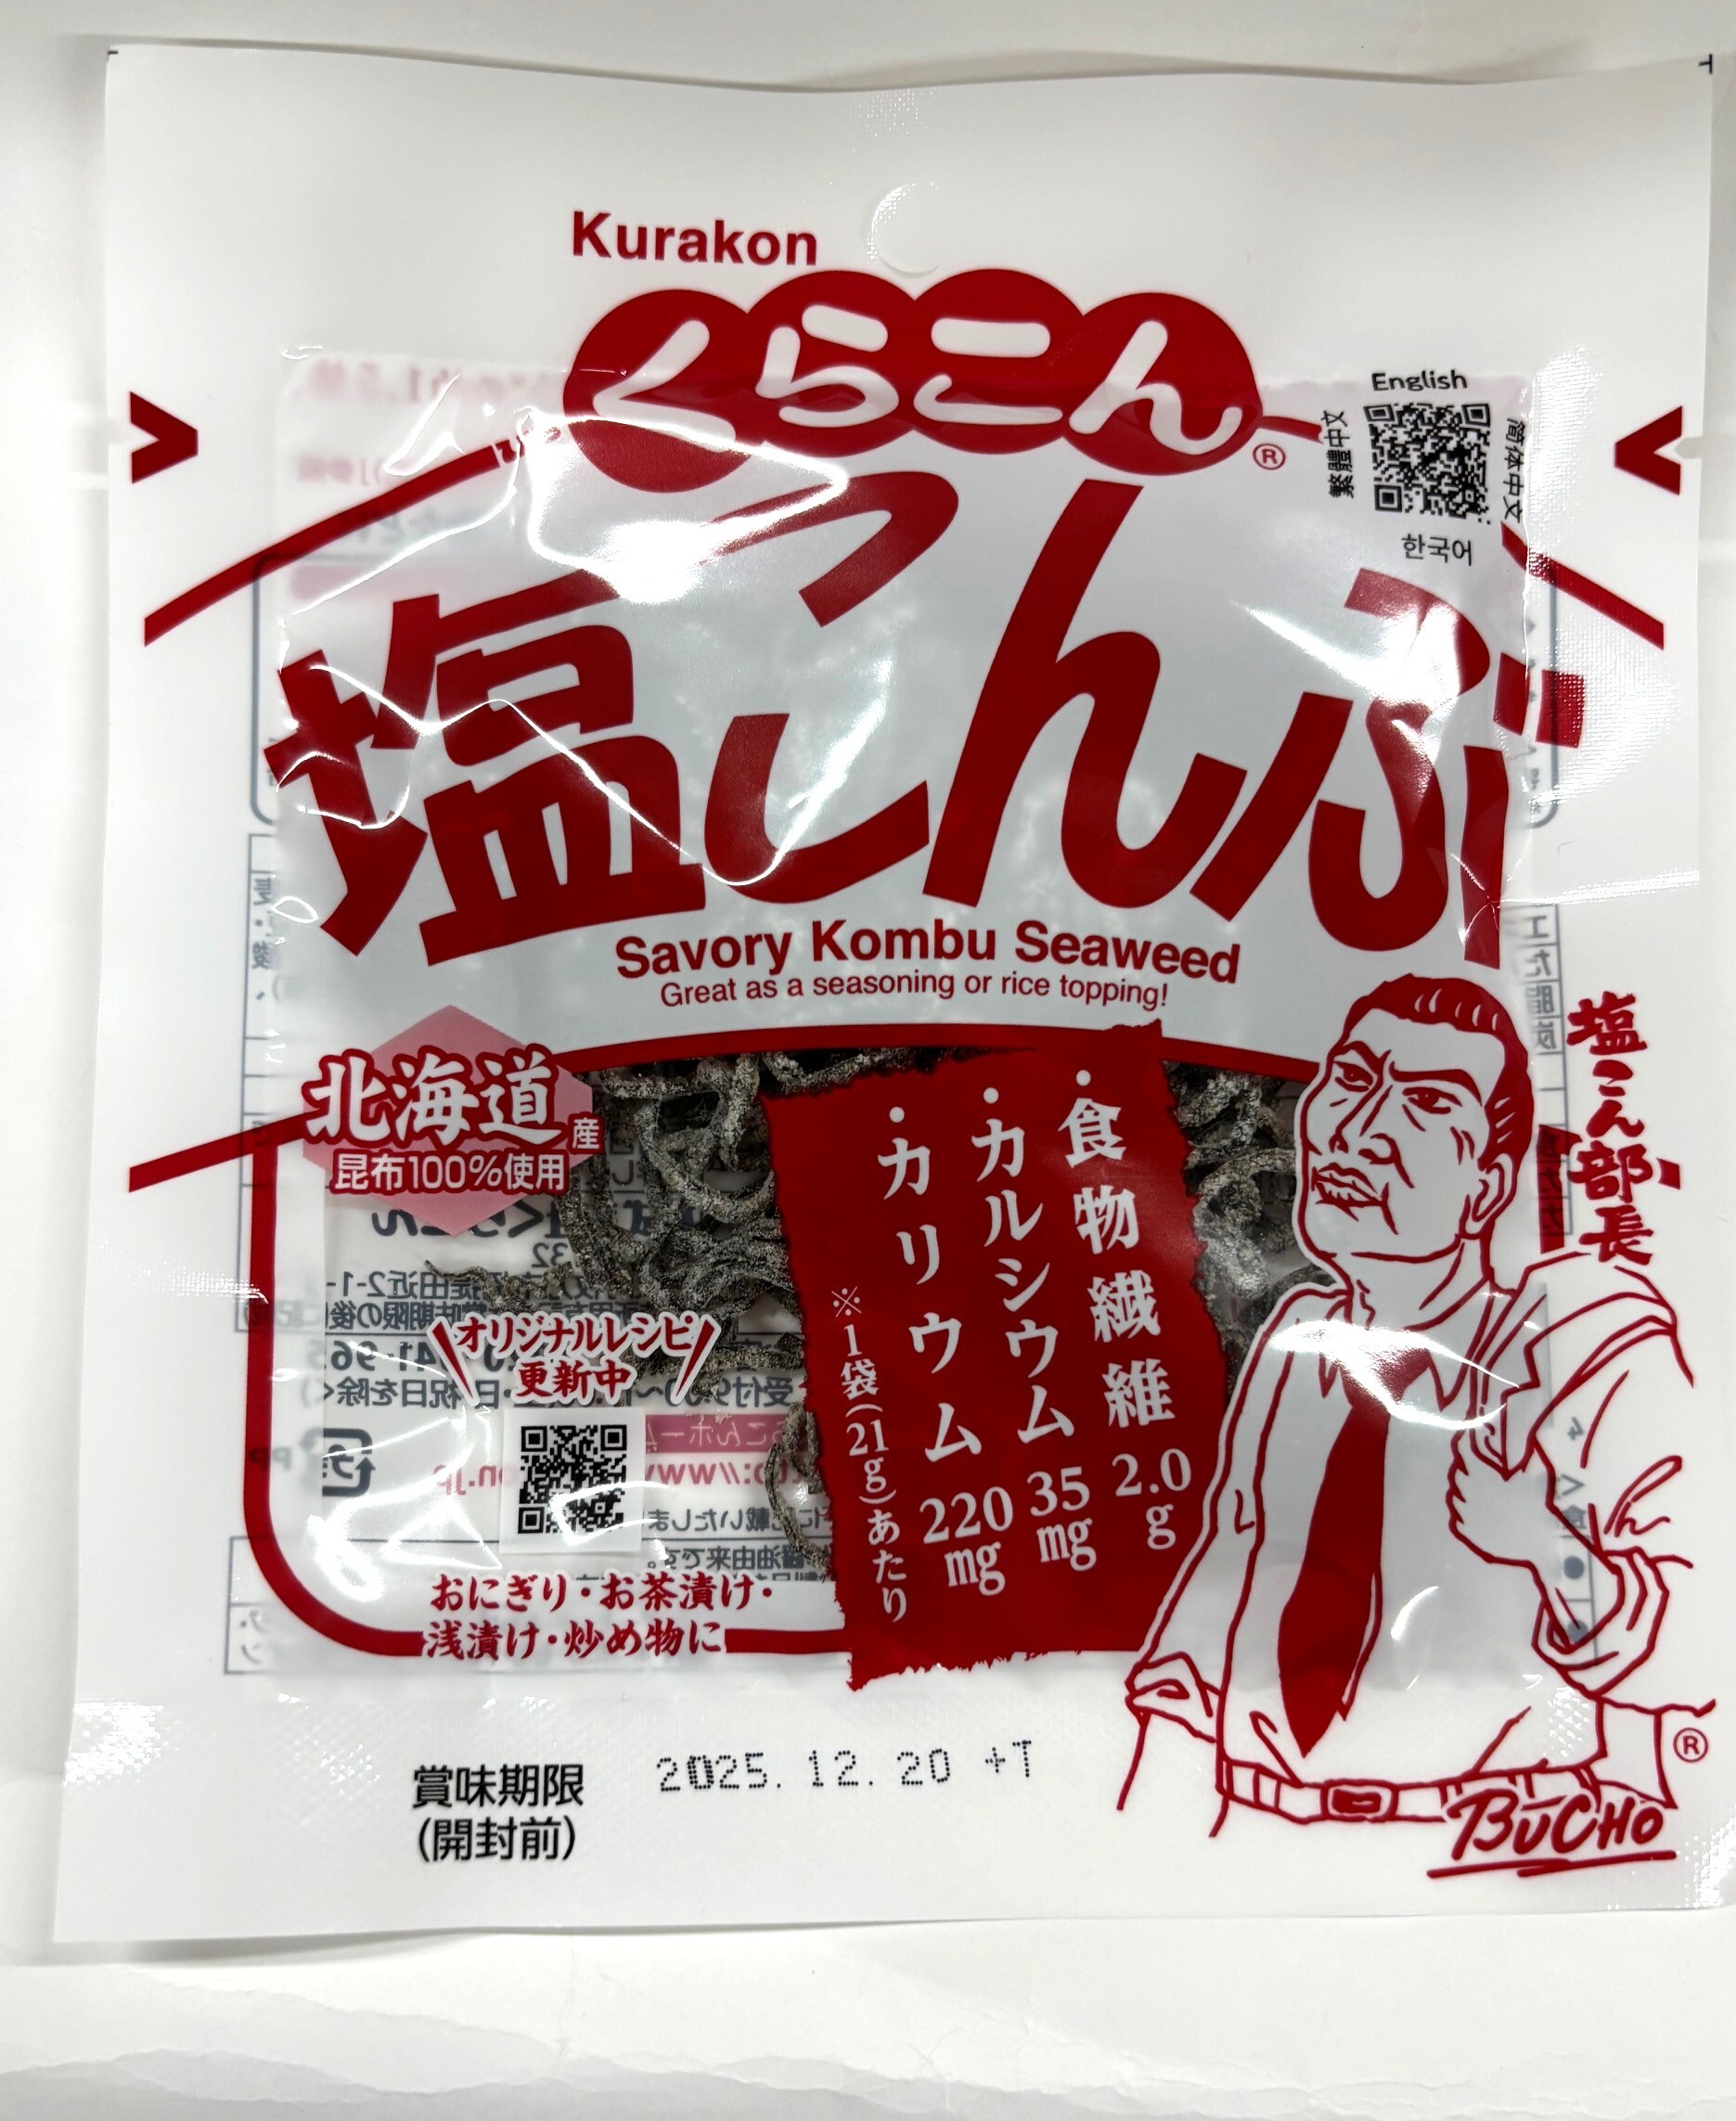 Kurakon
くらこん
®
English
繁體中文
简体中文
한국어
塩こんぶ
Savory Kombu Seaweed
Great as a seasoning or rice topping!
北海道産
昆布100%使用
・食物繊維 2.0g
・カルシウム 35mg
・カリウム 220mg
※1袋(21g)あたり
塩こん部長
オリジナルレシピ
更新中
おにぎり・お茶漬け・
浅漬け・炒め物に
®
BUCHO
賞味期限
(開封前)
2025. 12. 20 +T